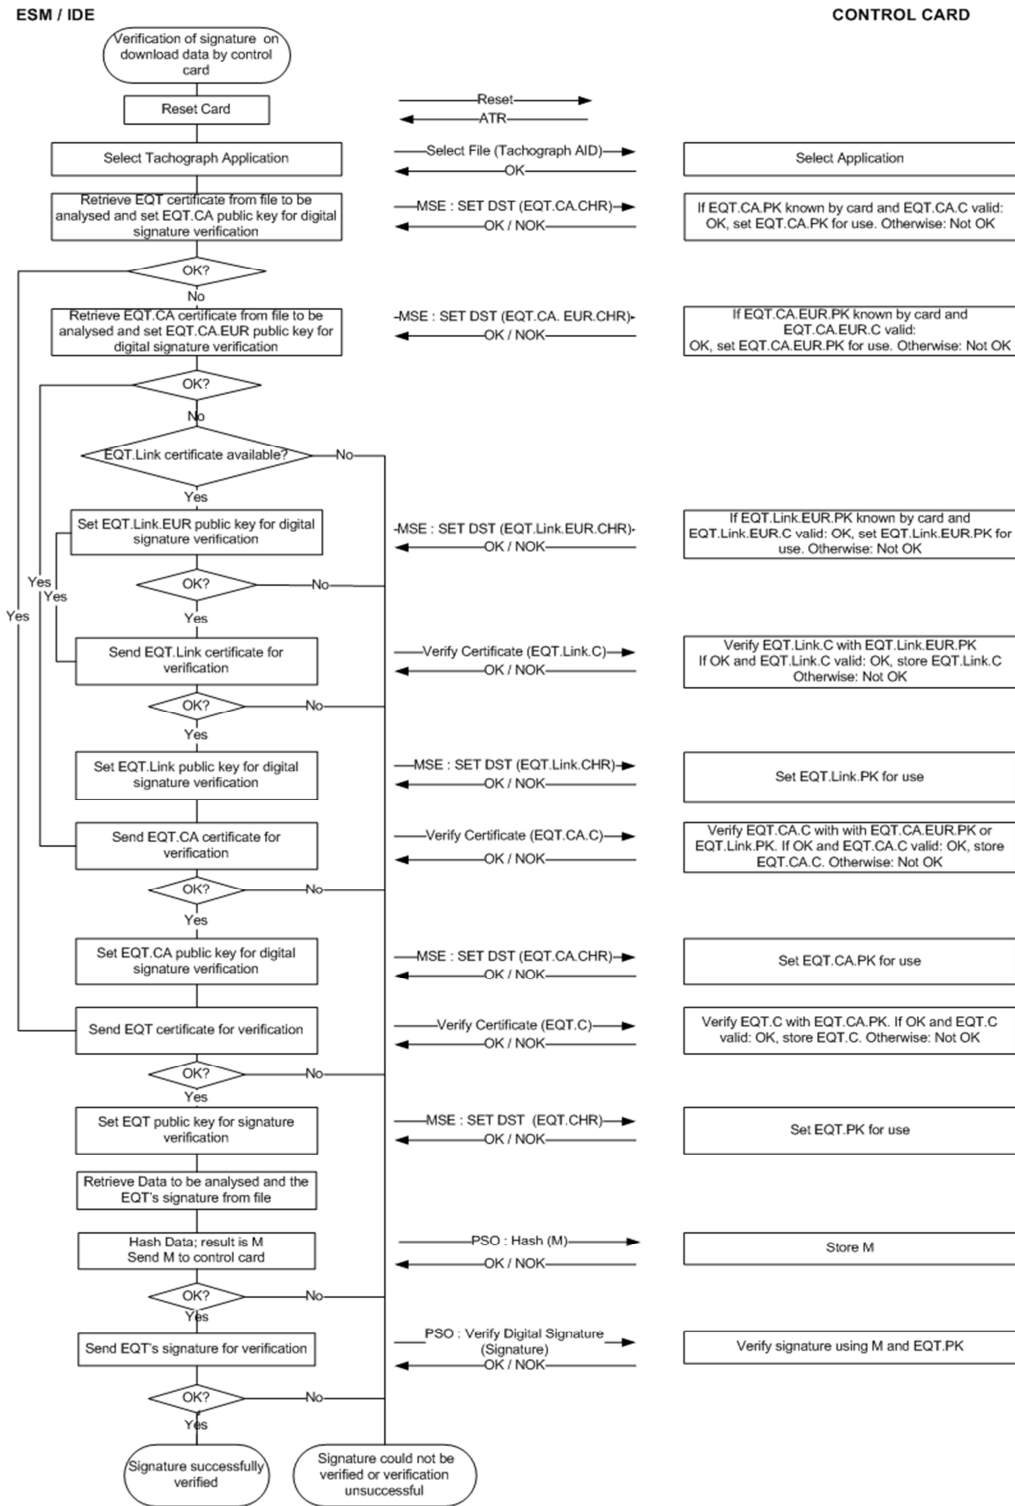 ESM / IDE
CONTROL CARD
Verification of signature on
download data by control
card
Reset Card
Reset
ATR
Select Tachograph Application
Select File (Tachograph AID)
OK
Select Application
Retrieve EQT certificate from file to be
analysed and set EQT.CA public key for digital
signature verification
MSE : SET DST (EQT.CA.CHR)
OK / NOK
If EQT.CA.PK known by card and EQT.CA.C valid:
OK, set EQT.CA.PK for use. Otherwise: Not OK
OK?
No
Retrieve EQT.CA certificate from file to be
analysed and set EQT.CA.EUR public key for
digital signature verification
MSE : SET DST (EQT.CA. EUR.CHR)
OK / NOK
If EQT.CA.EUR.PK known by card and
EQT.CA.EUR.C valid:
OK, set EQT.CA.EUR.PK for use. Otherwise: Not OK
OK?
No
EQT.Link certificate available?
No
Yes
Set EQT.Link.EUR public key for digital
signature verification
MSE : SET DST (EQT.Link.EUR.CHR)
OK / NOK
If EQT.Link.EUR.PK known by card and
EQT.Link.EUR.C valid: OK, set EQT.Link.EUR.PK for
use. Otherwise: Not OK
OK?
No
Yes
Yes
Yes
Yes
Send EQT.Link certificate for
verification
Verify Certificate (EQT.Link.C)
OK / NOK
Verify EQT.Link.C with EQT.Link.EUR.PK
If OK and EQT.Link.C valid: OK, store EQT.Link.C
Otherwise: Not OK
OK?
No
Yes
Set EQT.Link public key for digital
signature verification
MSE : SET DST (EQT.Link.CHR)
OK / NOK
Set EQT.Link.PK for use
Send EQT.CA certificate for
verification
Verify Certificate (EQT.CA.C)
OK / NOK
Verify EQT.CA.C with with EQT.CA.EUR.PK or
EQT.Link.PK. If OK and EQT.CA.C valid: OK, store
EQT.CA.C. Otherwise: Not OK
OK?
No
Yes
Set EQT.CA public key for digital
signature verification
MSE : SET DST (EQT.CA.CHR)
OK / NOK
Set EQT.CA.PK for use
Send EQT certificate for verification
Verify Certificate (EQT.C)
OK / NOK
Verify EQT.C with EQT.CA.PK. If OK and EQT.C
valid: OK, store EQT.C. Otherwise: Not OK
OK?
No
Yes
Set EQT public key for signature
verification
MSE : SET DST (EQT.CHR)
OK / NOK
Set EQT.PK for use
Retrieve Data to be analysed and the
EQT's signature from file
Hash Data; result is M
Send M to control card
PSO : Hash (M)
OK / NOK
Store M
OK?
No
Yes
Send EQT's signature for verification
PSO : Verify Digital Signature
(Signature)
OK / NOK
Verify signature using M and EQT.PK
OK?
No
Yes
Signature successfully
verified
Signature could not be
verified or verification
unsuccessful